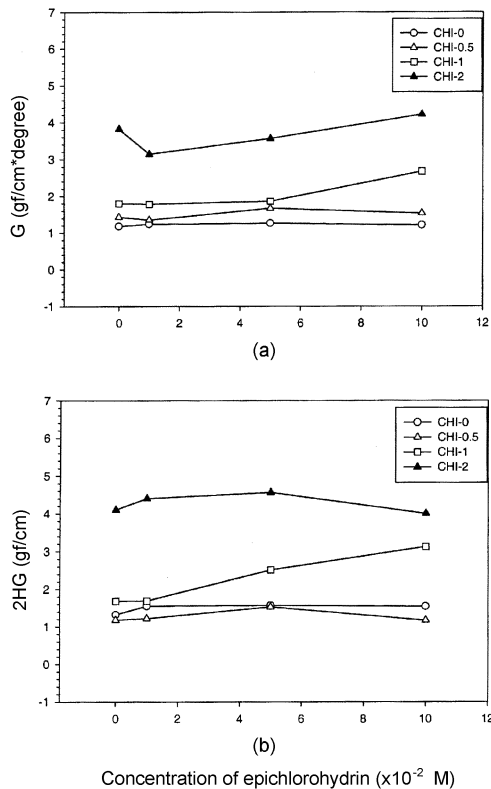 7
6
5
4
3
2
1
0
-1
G (gf/cm*degree)
CHI-0
CHI-0.5
CHI-1
CHI-2
0 2 4 6 8 10 12
(a)
7
6
5
4
3
2
1
0
-1
2HG (gf/cm)
CHI-0
CHI-0.5
CHI-1
CHI-2
0 2 4 6 8 10 12
(b)
Concentration of epichlorohydrin (x10⁻² M)